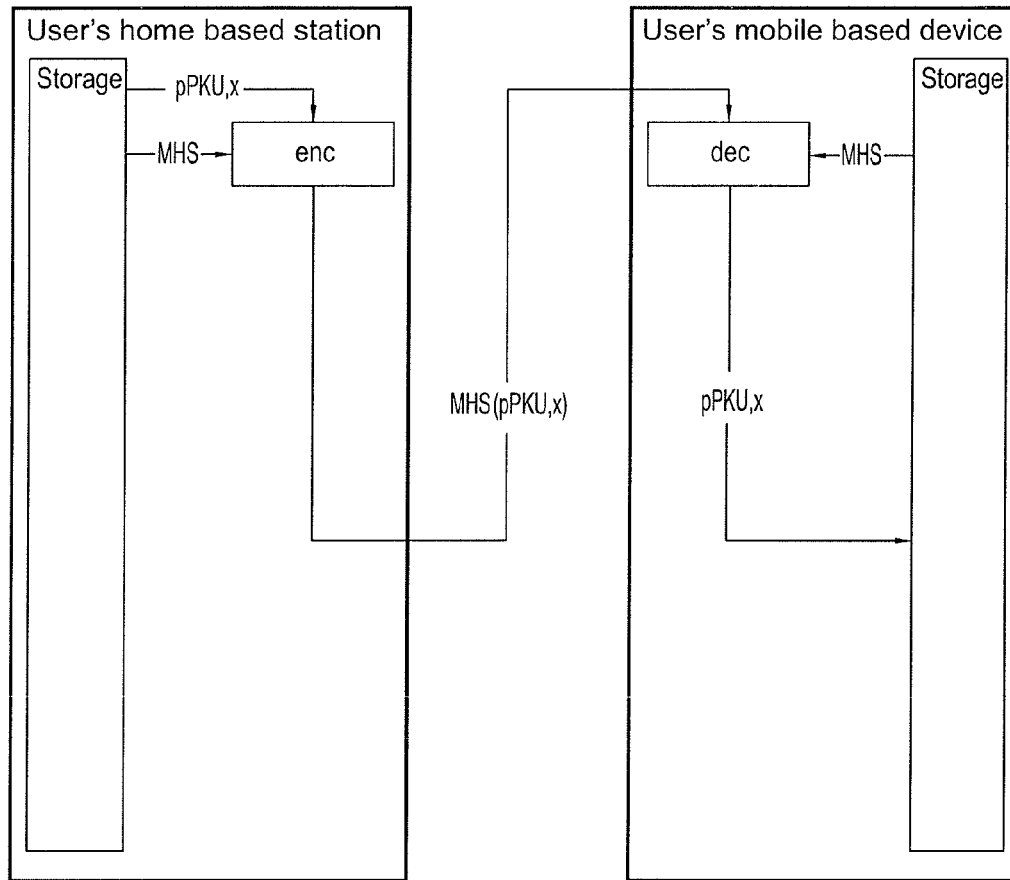 User's home based station
Storage
pPKU,x
MHS
enc
MHS(pPKU,x)
User's mobile based device
Storage
dec
MHS
pPKU,x